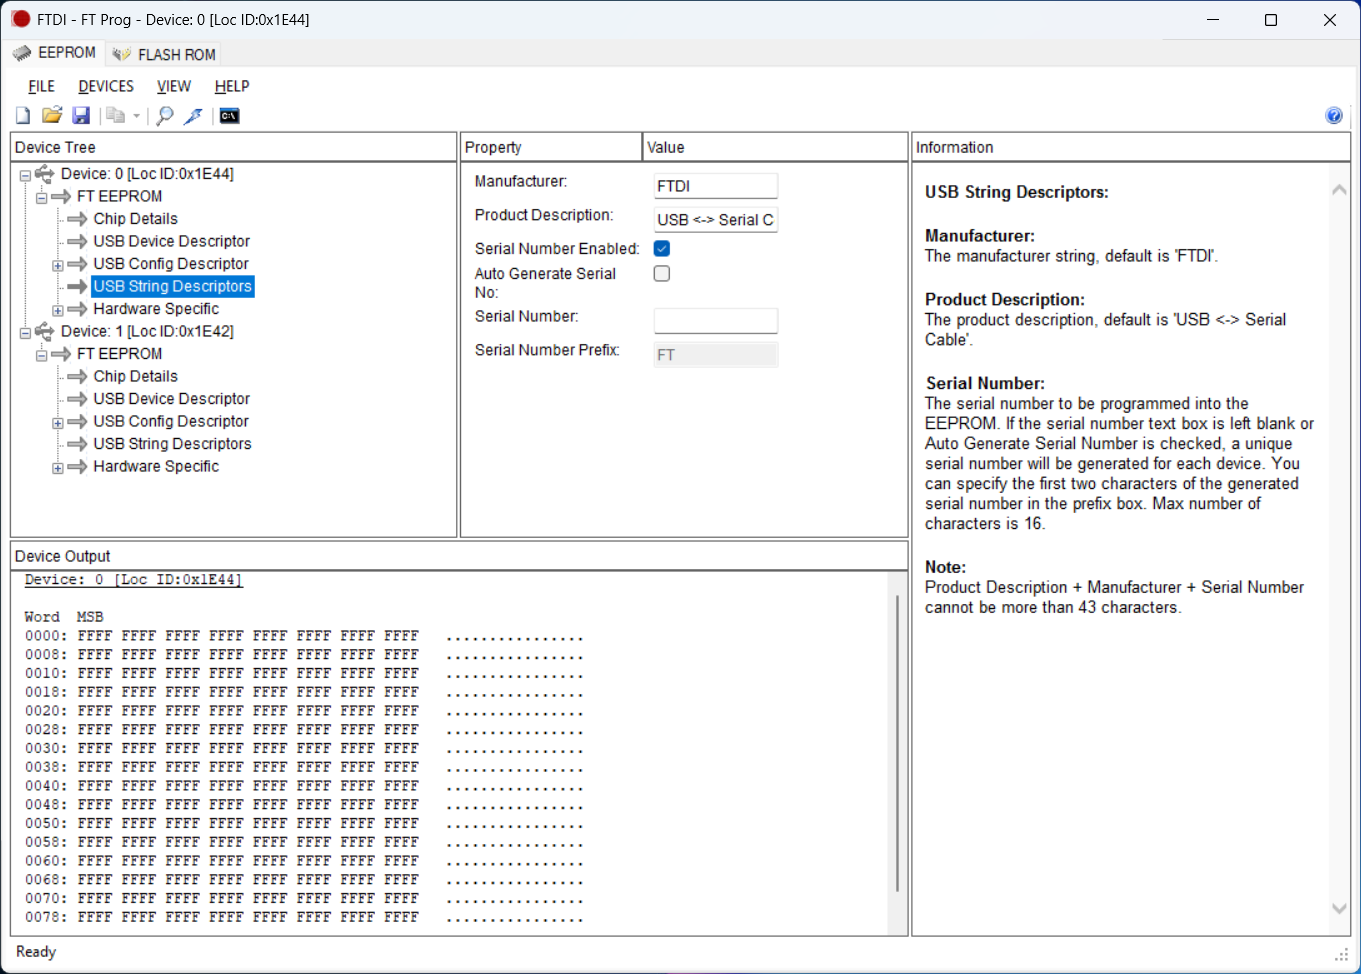 FTDI - FT Prog - Device: 0 [Loc ID:0x1E44]
EEPROM
FLASH ROM
FILE DEVICES VIEW HELP
C:\
Device Tree
Device: 0 [Loc ID:0x1E44]
FT EEPROM
Chip Details
USB Device Descriptor
USB Config Descriptor
USB String Descriptors
Hardware Specific
Device: 1 [Loc ID:0x1E42]
FT EEPROM
Chip Details
USB Device Descriptor
USB Config Descriptor
USB String Descriptors
Hardware Specific
Property Value
Manufacturer: FTDI
Product Description: USB <-> Serial C
Serial Number Enabled:
Auto Generate Serial
No:
Serial Number:
Serial Number Prefix: FT
Information
USB String Descriptors:
Manufacturer:
The manufacturer string, default is 'FTDI'.
Product Description:
The product description, default is 'USB <-> Serial
Cable'.
Serial Number:
The serial number to be programmed into the
EEPROM. If the serial number text box is left blank or
Auto Generate Serial Number is checked, a unique
serial number will be generated for each device. You
can specify the first two characters of the generated
serial number in the prefix box. Max number of
characters is 16.
Note:
Product Description + Manufacturer + Serial Number
cannot be more than 43 characters.
Device Output
Device: 0 [Loc ID:0x1E44]
Word MSB
0000: FFFF FFFF FFFF FFFF FFFF FFFF FFFF FFFF ................
0008: FFFF FFFF FFFF FFFF FFFF FFFF FFFF FFFF ................
0010: FFFF FFFF FFFF FFFF FFFF FFFF FFFF FFFF ................
0018: FFFF FFFF FFFF FFFF FFFF FFFF FFFF FFFF ................
0020: FFFF FFFF FFFF FFFF FFFF FFFF FFFF FFFF ................
0028: FFFF FFFF FFFF FFFF FFFF FFFF FFFF FFFF ................
0030: FFFF FFFF FFFF FFFF FFFF FFFF FFFF FFFF ................
0038: FFFF FFFF FFFF FFFF FFFF FFFF FFFF FFFF ................
0040: FFFF FFFF FFFF FFFF FFFF FFFF FFFF FFFF ................
0048: FFFF FFFF FFFF FFFF FFFF FFFF FFFF FFFF ................
0050: FFFF FFFF FFFF FFFF FFFF FFFF FFFF FFFF ................
0058: FFFF FFFF FFFF FFFF FFFF FFFF FFFF FFFF ................
0060: FFFF FFFF FFFF FFFF FFFF FFFF FFFF FFFF ................
0068: FFFF FFFF FFFF FFFF FFFF FFFF FFFF FFFF ................
0070: FFFF FFFF FFFF FFFF FFFF FFFF FFFF FFFF ................
0078: FFFF FFFF FFFF FFFF FFFF FFFF FFFF FFFF ................
Ready